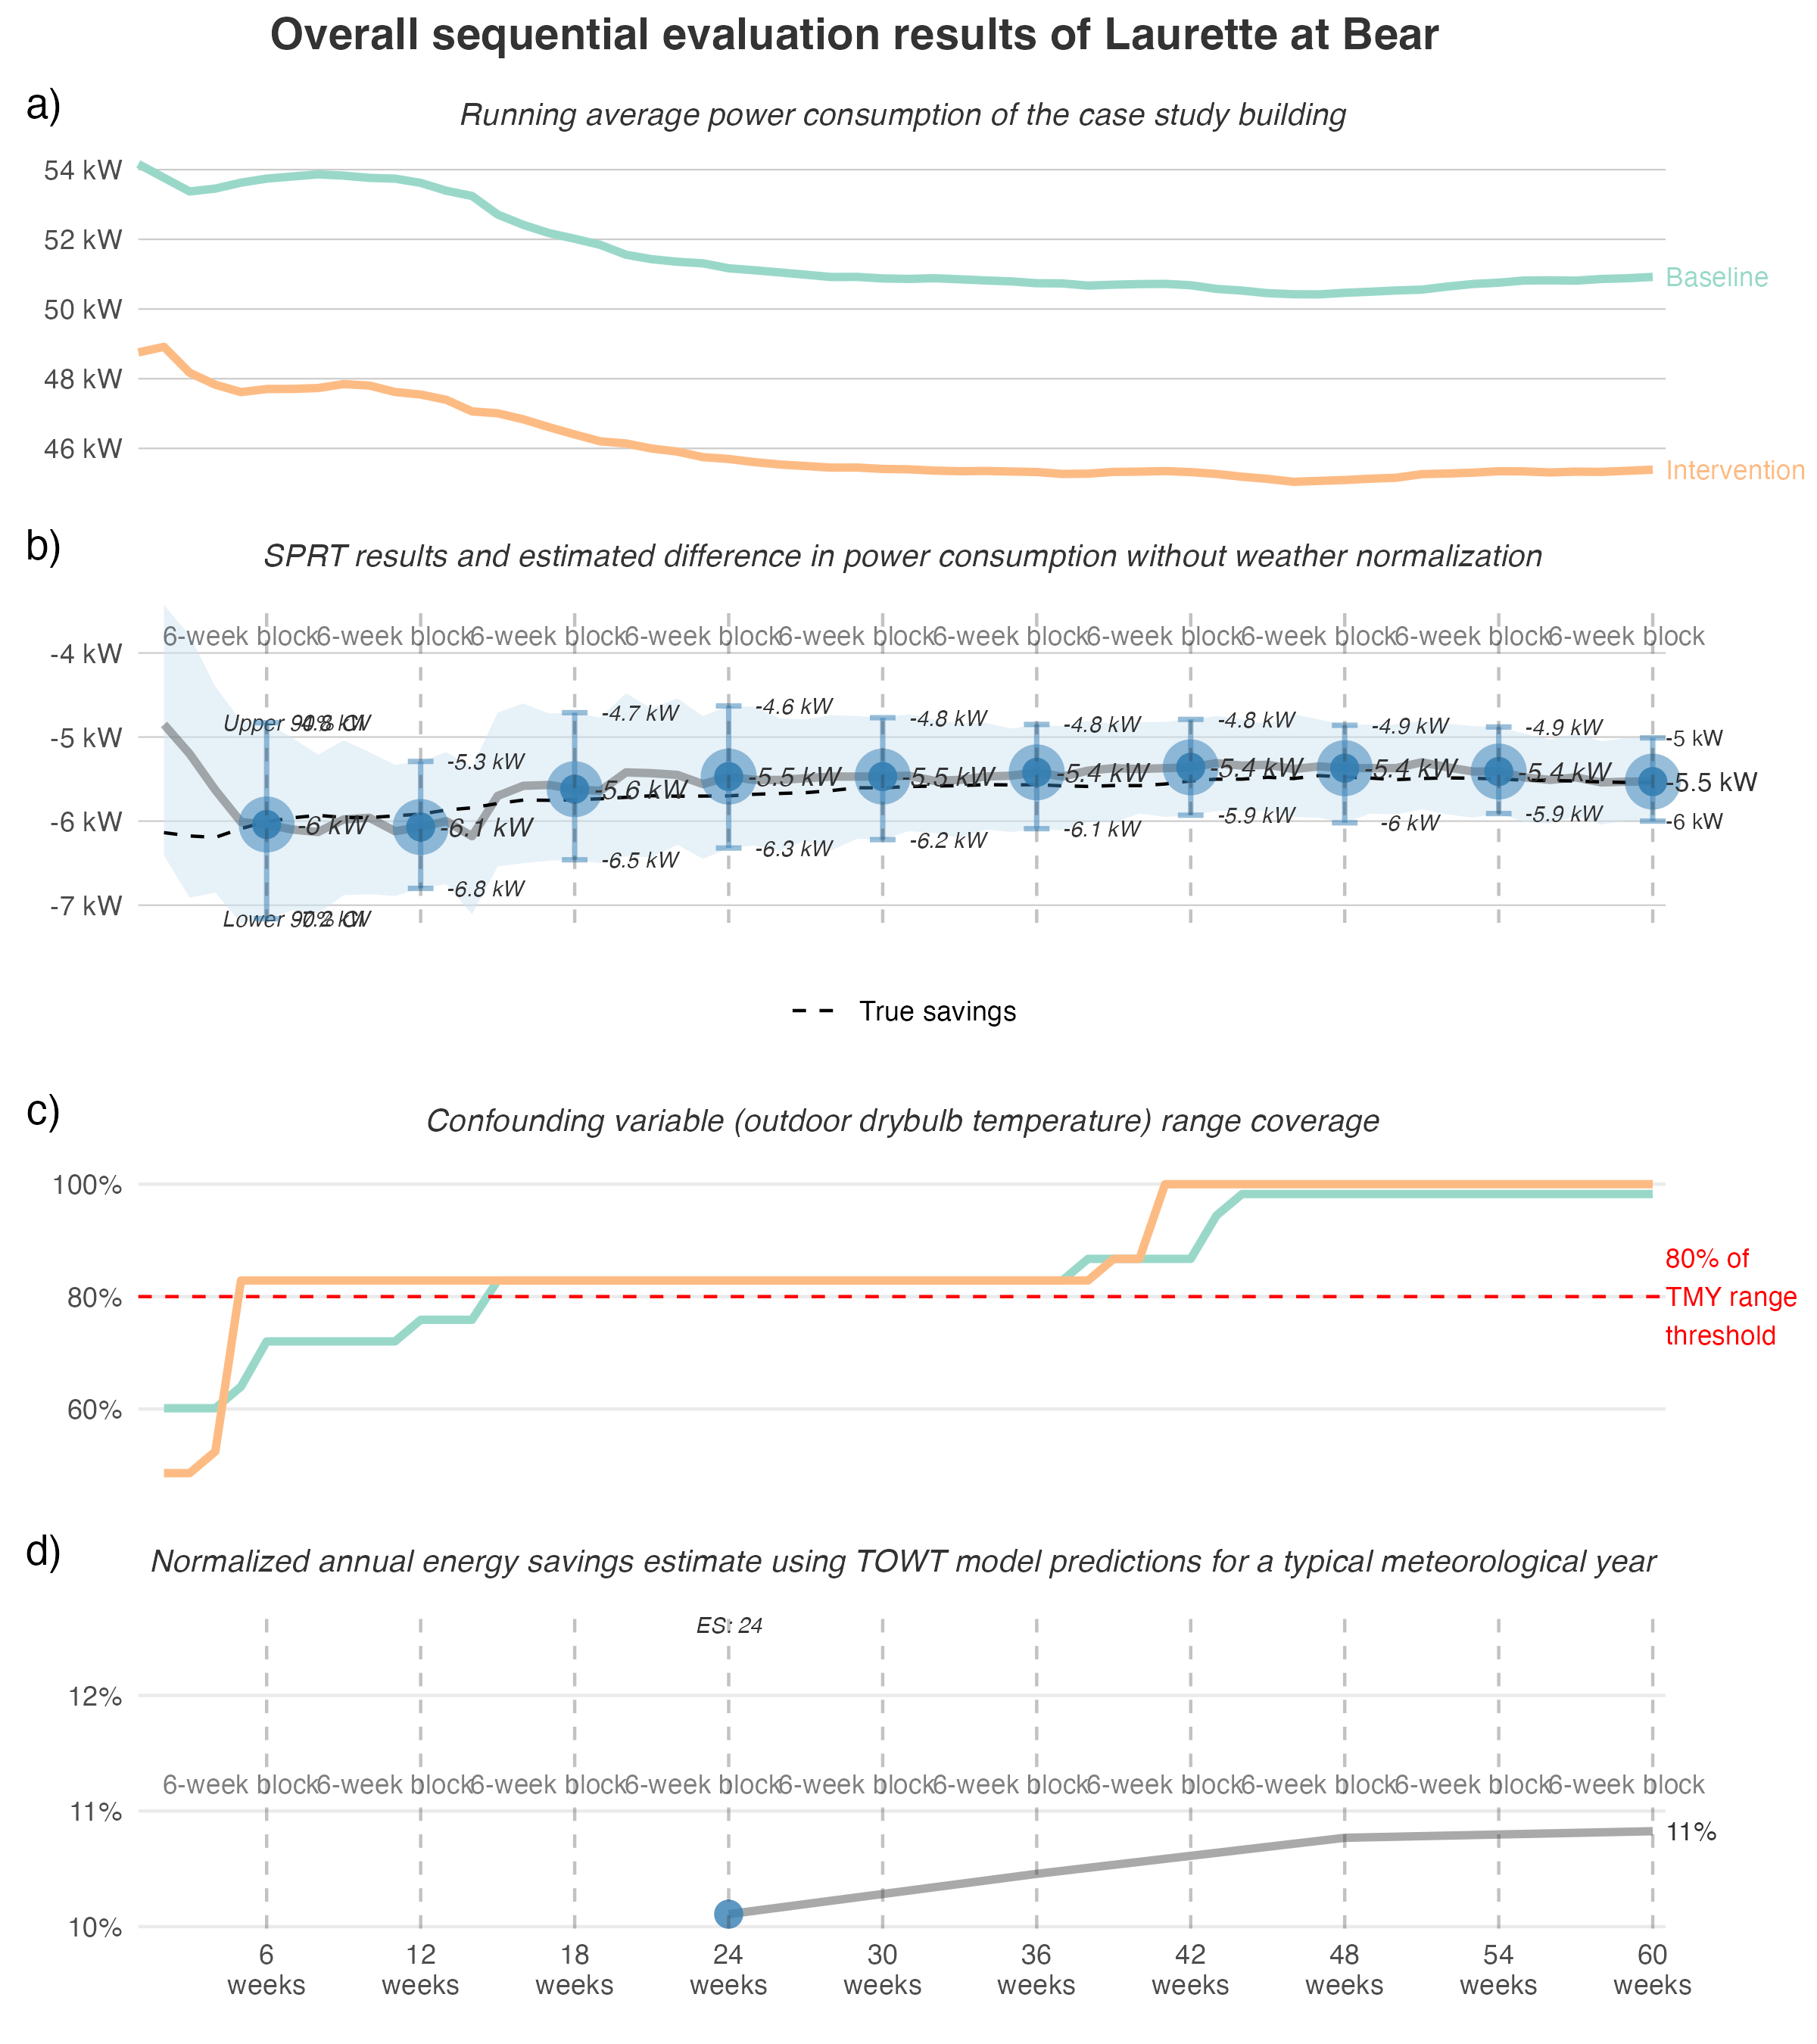 Overall sequential evaluation results of Laurette at Bear
a)
Running average power consumption of the case study building
54 kW
52 kW
50 kW
48 kW
46 kW
Baseline
Intervention
b)
SPRT results and estimated difference in power consumption without weather normalization
6-week block 6-week block 6-week block 6-week block 6-week block 6-week block 6-week block 6-week block 6-week block 6-week block
-4 kW
-5 kW
-6 kW
-7 kW
Upper 90% CI -4.8 kW -5.3 kW -4.7 kW -4.6 kW -4.8 kW -4.8 kW -4.8 kW -4.9 kW -4.9 kW -5 kW
-6 kW -6.1 kW -5.6 kW -5.5 kW -5.5 kW -5.4 kW -5.4 kW -5.4 kW -5.4 kW -5.5 kW
Lower 90% CI -7.2 kW -6.8 kW -6.5 kW -6.3 kW -6.2 kW -6.1 kW -5.9 kW -6 kW -5.9 kW -6 kW
True savings
c)
Confounding variable (outdoor drybulb temperature) range coverage
100%
80%
60%
80% of
TMY range
threshold
d)
Normalized annual energy savings estimate using TOWT model predictions for a typical meteorological year
ES: 24
12%
6-week block 6-week block 6-week block 6-week block 6-week block 6-week block 6-week block 6-week block 6-week block 6-week block
11%
11%
10%
6 12 18 24 30 36 42 48 54 60
weeks weeks weeks weeks weeks weeks weeks weeks weeks weeks